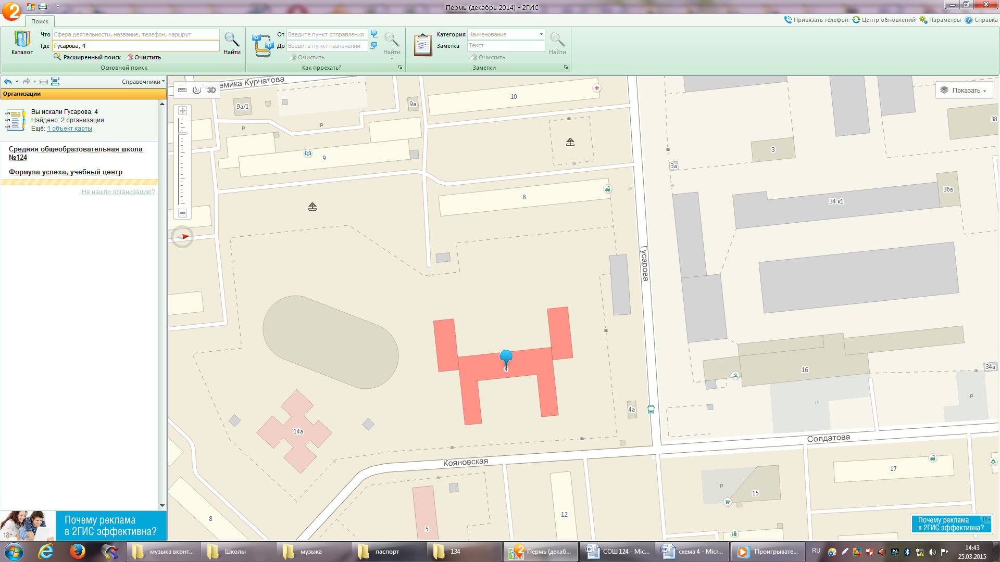 Пермь (декабрь 2014) - 2ГИС
Поиск
Привязать телефон
Центр обновлений
Параметры
Справка
Каталог
Что
Сфера деятельности, название, телефон, маршрут
Где
Гусарова, 4
Расширенный поиск
Очистить
Найти
Основной поиск
От
Введите пункт отправления
До
Введите пункт назначения
Очистить
Найти
Как проехать?
Категория
Наименование
Заметка
Текст
Очистить
Найти
Заметки
Справочники
Организации
Вы искали Гусарова, 4
Найдено: 2 организации
Ещё: 1 объект карты
Средняя общеобразовательная школа
№124
Формула успеха, учебный центр
Не нашли организацию?
18+
Почему реклама
в 2ГИС эффективна?
Академика Курчатова
3D
Показать
9а/1
9а
10
38
P
P
9
3
3а
8
P
34 к1
36в
Гусарова
4
16
34а
14а
4а
P
P
Солдатова
Кояновская
17
P
15
8
12
5
Почему реклама
18+
в 2ГИС эффективна?
музыка вконт...
Школы
музыка
паспорт
134
Пермь (декаб...
СОШ 124 - Mic...
схема 4 - Micr...
Проигрывате...
RU
14:43
25.03.2015